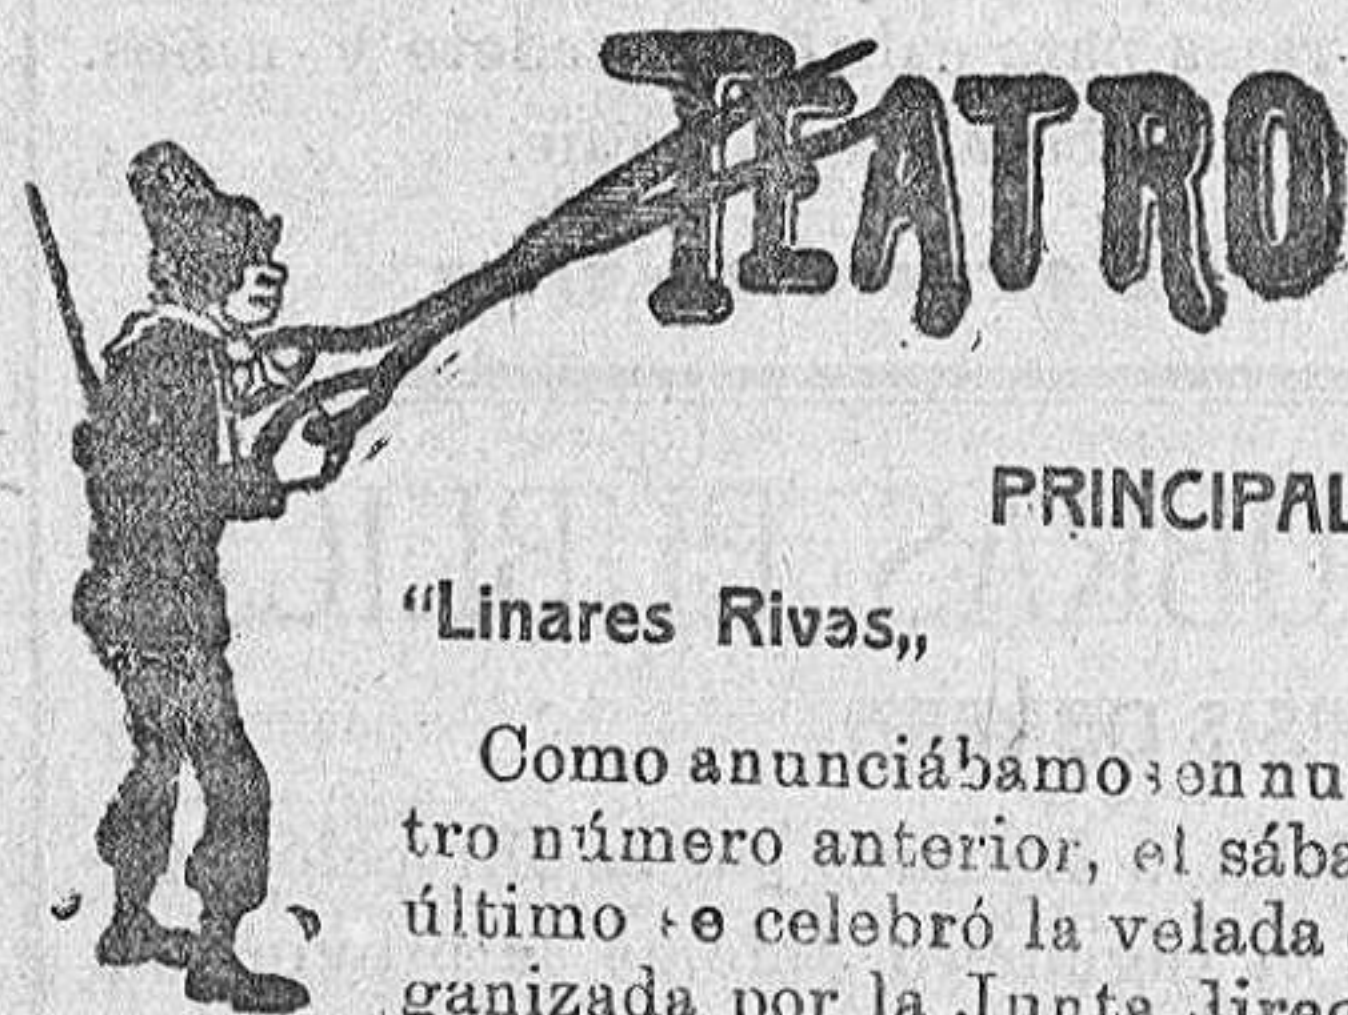 TEATRO
PRINCIPAL
“Linares Rivas„
Como anunciábamos en nu
tro número anterior, el sába
último se celebró la velada
ganizada por la Junta direc